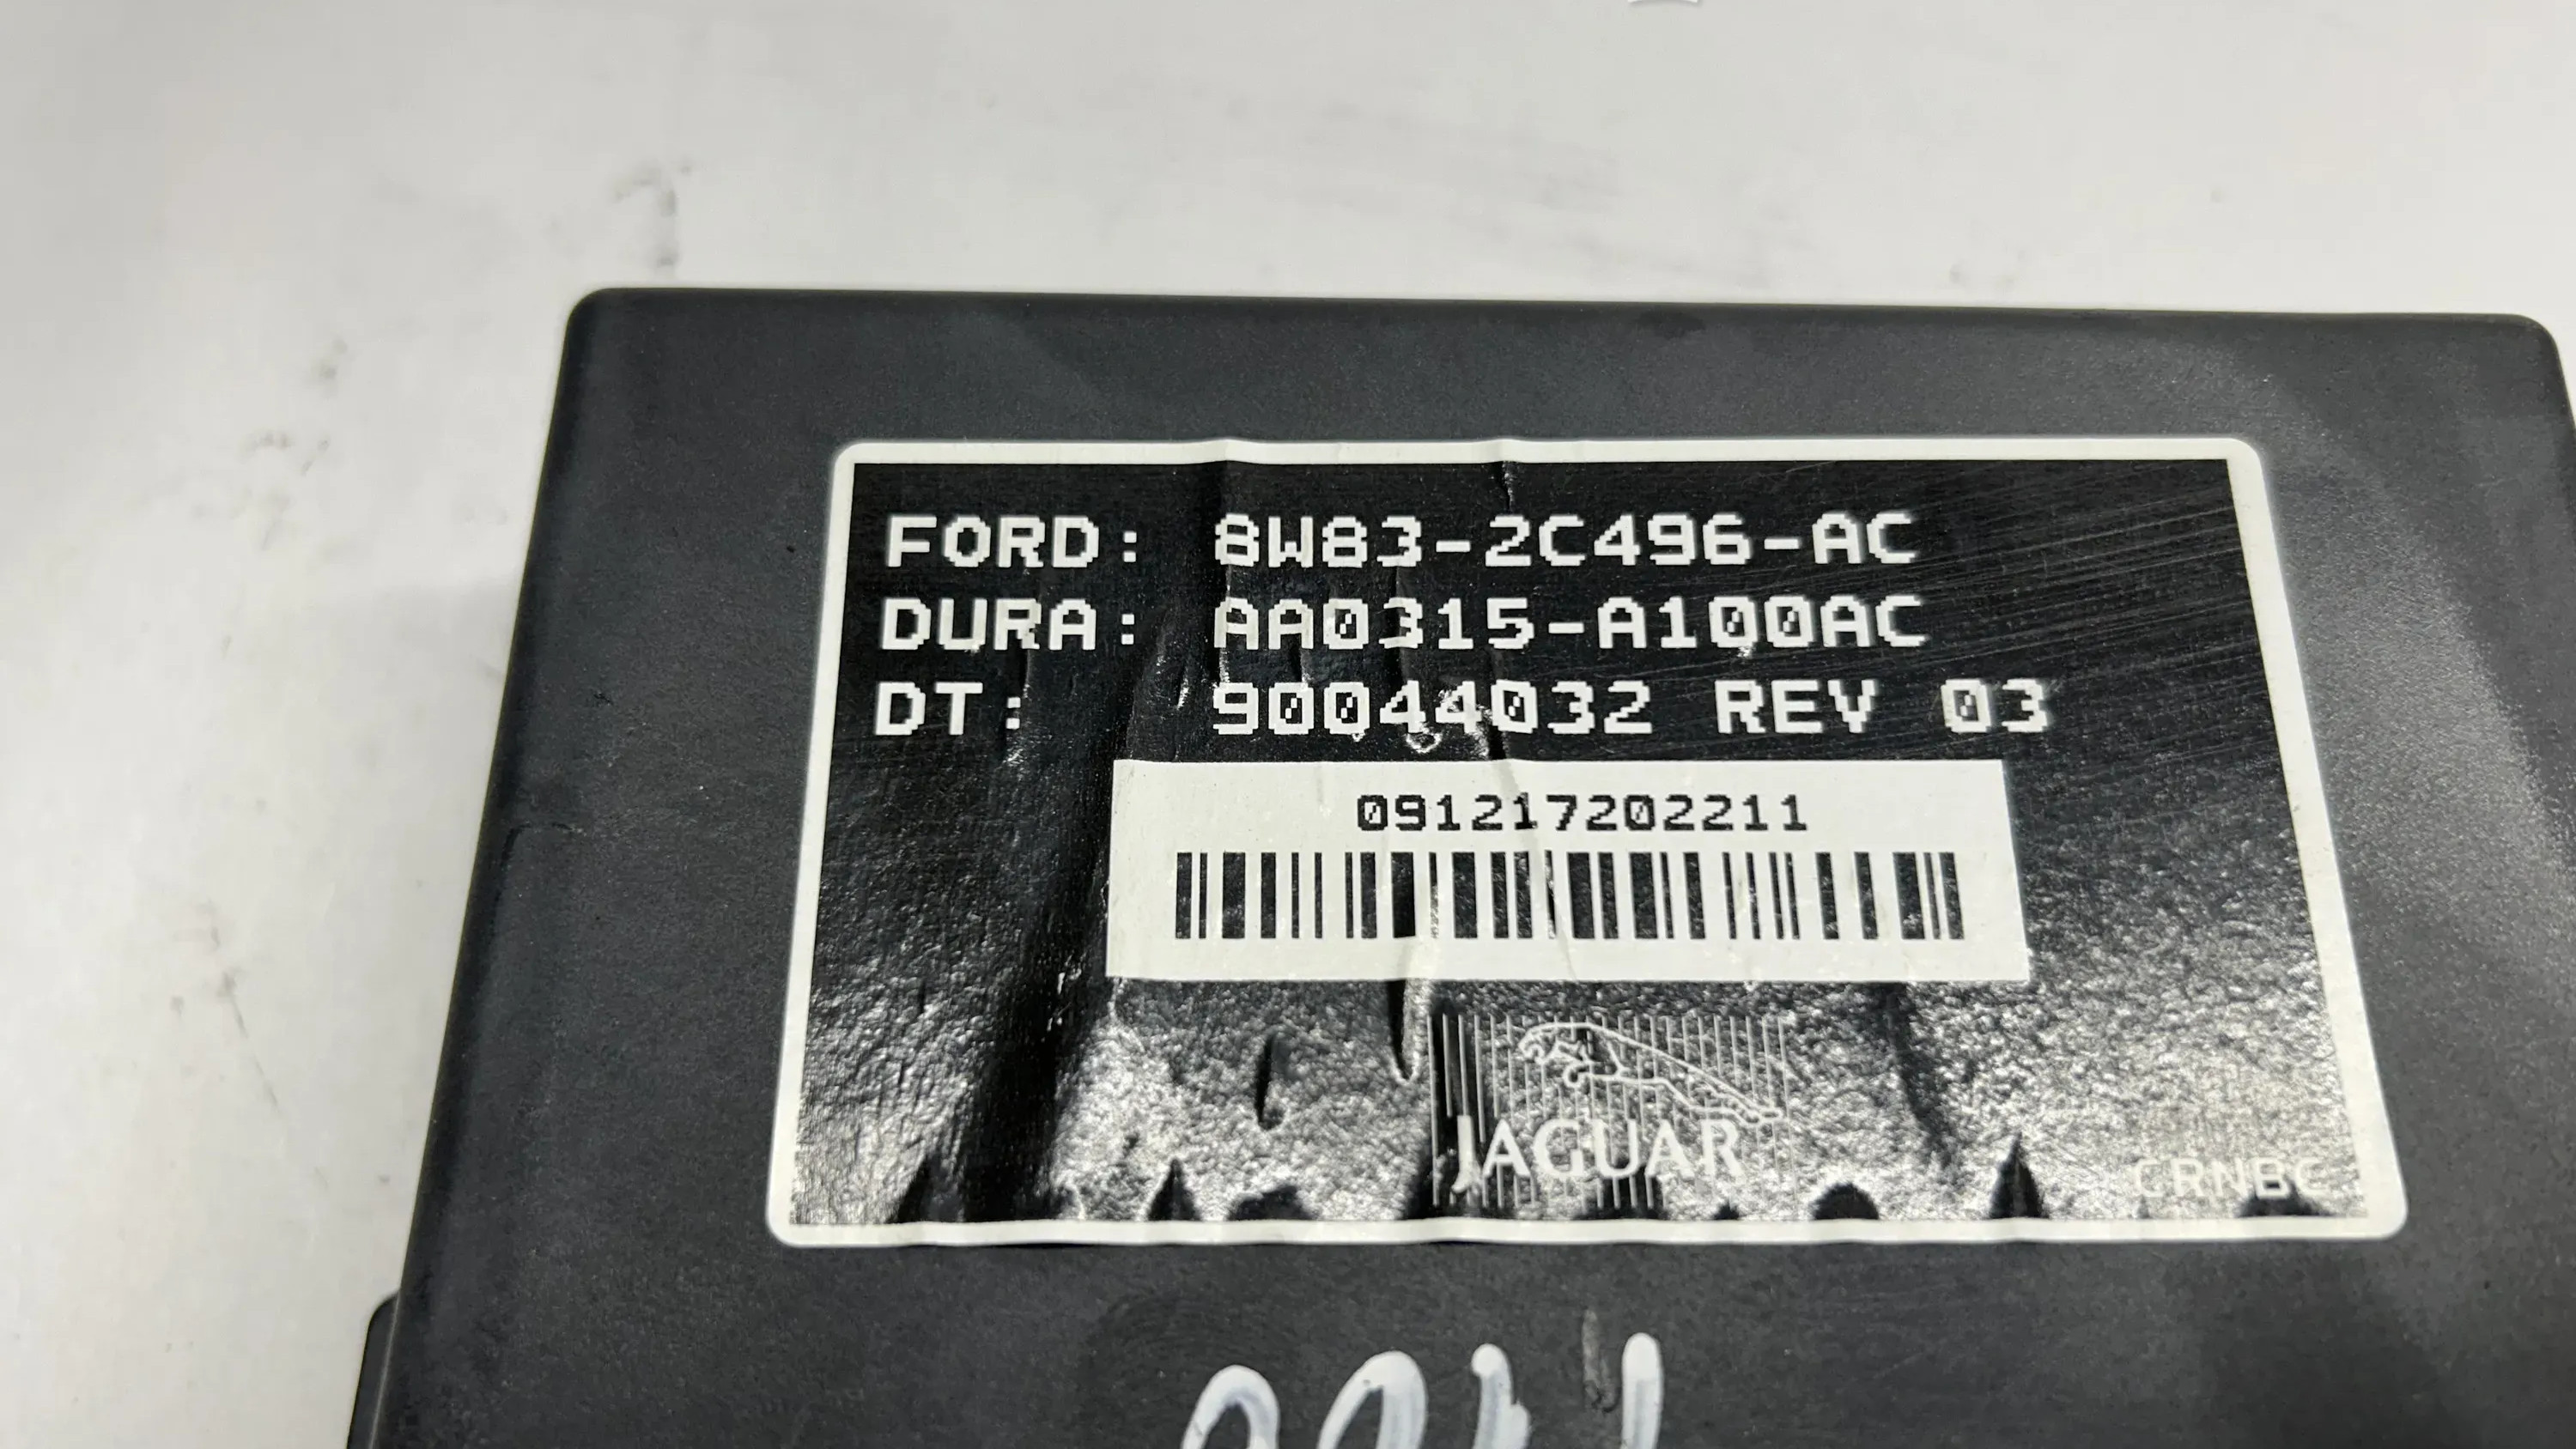 FORD: 8W83-2C496-AC
DURA: AA0315-A100AC
DT: 90044032 REV 03
091217202211
JAGUAR
CRNBC